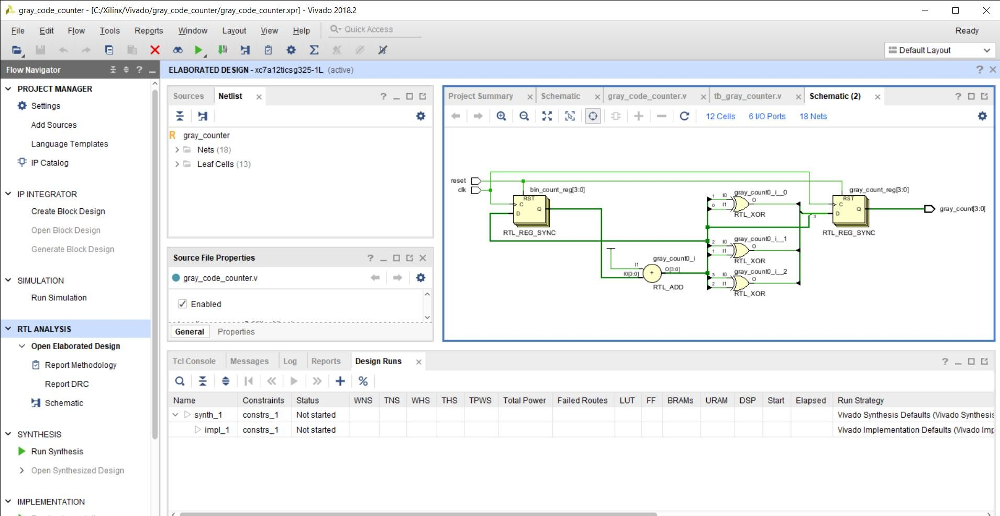 gray_code_counter - [C:/Xilinx/Vivado/gray_code_counter/gray_code_counter.xpr] - Vivado 2018.2
File Edit Flow Tools Reports Window Layout View Help Quick Access Ready
Default Layout
Flow Navigator
PROJECT MANAGER
Settings
Add Sources
Language Templates
IP Catalog
IP INTEGRATOR
Create Block Design
Open Block Design
Generate Block Design
SIMULATION
Run Simulation
RTL ANALYSIS
Open Elaborated Design
Report Methodology
Report DRC
Schematic
SYNTHESIS
Run Synthesis
Open Synthesized Design
IMPLEMENTATION
ELABORATED DESIGN - xc7a12ticsg325-1L (active)
Sources Netlist
gray_counter
Nets (18)
Leaf Cells (13)
Source File Properties
gray_code_counter.v
Enabled
General Properties
Project Summary Schematic gray_code_counter.v tb_gray_counter.v Schematic (2)
12 Cells 6 I/O Ports 18 Nets
reset
clk
bin_count_reg[3:0]
RST
C
D
Q
RTL_REG_SYNC
gray_count0_i
I1
I0[3:0]
+
O[3:0]
RTL_ADD
gray_count0_i__0
1 I0
0 I1
O
RTL_XOR
gray_count0_i__1
2 I0
1 I1
O
RTL_XOR
gray_count0_i__2
3 I0
2 I1
O
RTL_XOR
gray_count_reg[3:0]
RST
C
D
Q
3
RTL_REG_SYNC
gray_count[3:0]
Tcl Console Messages Log Reports Design Runs
Name Constraints Status WNS TNS WHS THS TPWS Total Power Failed Routes LUT FF BRAMs URAM DSP Start Elapsed Run Strategy
synth_1 constrs_1 Not started Vivado Synthesis Defaults (Vivado Synthesis
impl_1 constrs_1 Not started Vivado Implementation Defaults (Vivado Imp